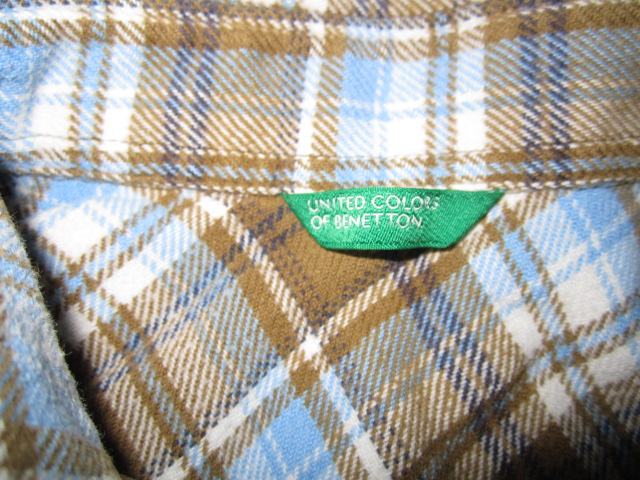 UNITED COLORS
OF BENETTON.